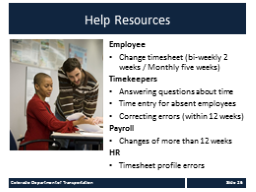 Help Resources
Employee
• Change timesheet (bi-weekly 2
weeks / Monthly five weeks)
Timekeepers
• Answering questions about time
• Time entry for absent employees
• Correcting errors (within 12 weeks)
Payroll
• Changes of more than 12 weeks
HR
• Timesheet profile errors
Colorado Department of Transportation
Slide 26